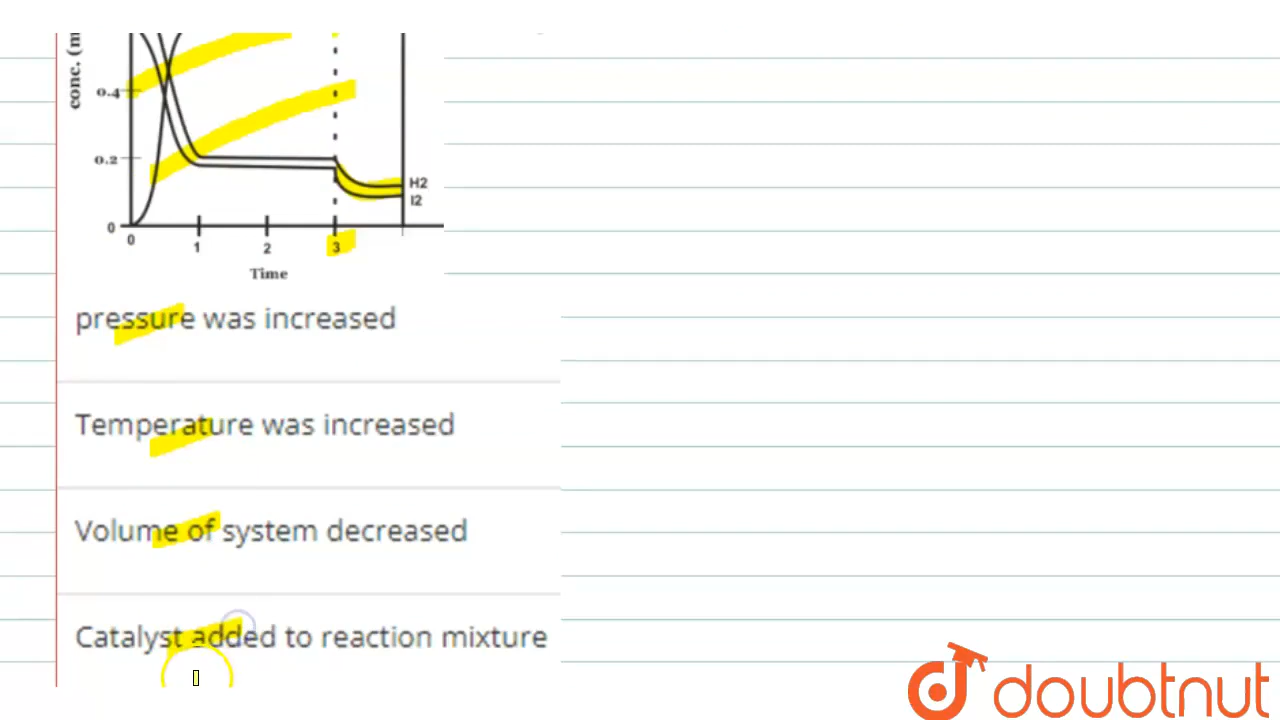 conc. (m
0.4
0.2
H2
I2
0
0 1 2 3
Time
pressure was increased
Temperature was increased
Volume of system decreased
Catalyst added to reaction mixture
doubtnut